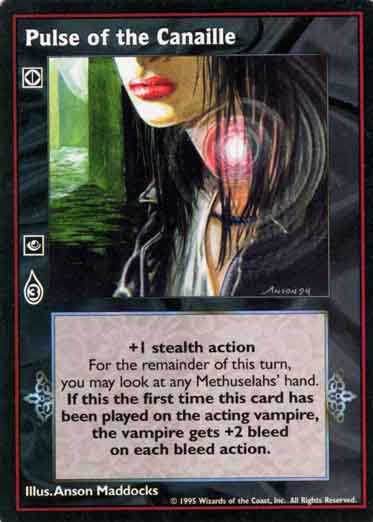 Pulse of the Canaille
ANSON 94
3
+1 stealth action
For the remainder of this turn,
you may look at any Methuselahs' hand.
If this the first time this card has
been played on the acting vampire,
the vampire gets +2 bleed
on each bleed action.
Illus.Anson Maddocks
© 1995 Wizards of the Coast, Inc. All Rights Reserved.